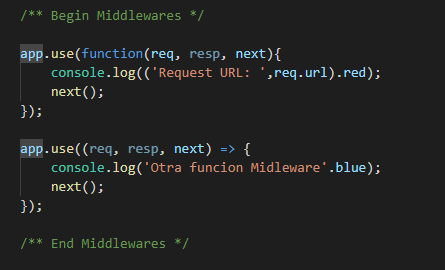 /** Begin Middlewares */
app.use(function(req, resp, next){
console.log(('Request URL: ',req.url).red);
next();
});
app.use((req, resp, next) => {
console.log('Otra funcion Midleware'.blue);
next();
});
/** End Middlewares */